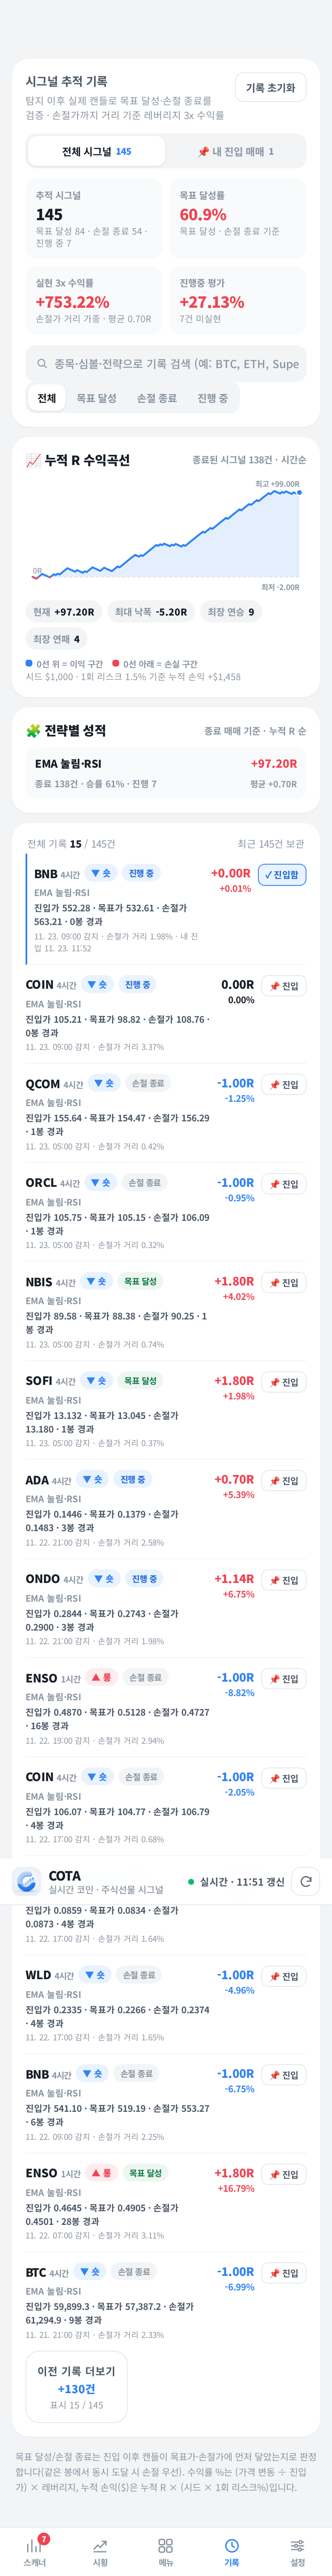 시그널 추적 기록
탐지 이후 실제 캔들로 목표 달성·손절 종료를
검증 · 손절가까지 거리 기준 레버리지 3x 수익률
기록 초기화
전체 시그널 145
📌 내 진입 매매 1
추적 시그널
145
목표 달성 84 · 손절 종료 54 ·
진행 중 7
목표 달성률
60.9%
목표 달성 · 손절 종료 기준
실현 3x 수익률
+753.22%
손절가 거리 가중 · 평균 0.70R
진행중 평가
+27.13%
7건 미실현
종목·심볼·전략으로 기록 검색 (예: BTC, ETH, Supe
전체
목표 달성
손절 종료
진행 중
📈 누적 R 수익곡선
종료된 시그널 138건 · 시간순
최고 +99.00R
0R
최저 -2.00R
현재 +97.20R
최대 낙폭 -5.20R
최장 연승 9
최장 연패 4
0선 위 = 이익 구간
0선 아래 = 손실 구간
시드 $1,000 · 1회 리스크 1.5% 기준 누적 손익 +$1,458
🧩 전략별 성적
종료 매매 기준 · 누적 R 순
EMA 눌림·RSI
+97.20R
종료 138건 · 승률 61% · 진행 7
평균 +0.70R
전체 기록 15 / 145건
최근 145건 보관
BNB 4시간 ▼ 숏 진행 중
+0.00R
+0.01%
✓ 진입함
EMA 눌림·RSI
진입가 552.28 · 목표가 532.61 · 손절가
563.21 · 0봉 경과
11. 23. 09:00 감지 · 손절가 거리 1.98% · 내 진
입 11. 23. 11:52
COIN 4시간 ▼ 숏 진행 중
0.00R
0.00%
📌 진입
EMA 눌림·RSI
진입가 105.21 · 목표가 98.82 · 손절가 108.76 ·
0봉 경과
11. 23. 09:00 감지 · 손절가 거리 3.37%
QCOM 4시간 ▼ 숏 손절 종료
-1.00R
-1.25%
📌 진입
EMA 눌림·RSI
진입가 155.64 · 목표가 154.47 · 손절가 156.29
· 1봉 경과
11. 23. 05:00 감지 · 손절가 거리 0.42%
ORCL 4시간 ▼ 숏 손절 종료
-1.00R
-0.95%
📌 진입
EMA 눌림·RSI
진입가 105.75 · 목표가 105.15 · 손절가 106.09
· 1봉 경과
11. 23. 05:00 감지 · 손절가 거리 0.32%
NBIS 4시간 ▼ 숏 목표 달성
+1.80R
+4.02%
📌 진입
EMA 눌림·RSI
진입가 89.58 · 목표가 88.38 · 손절가 90.25 · 1
봉 경과
11. 23. 05:00 감지 · 손절가 거리 0.74%
SOFI 4시간 ▼ 숏 목표 달성
+1.80R
+1.98%
📌 진입
EMA 눌림·RSI
진입가 13.132 · 목표가 13.045 · 손절가
13.180 · 1봉 경과
11. 23. 05:00 감지 · 손절가 거리 0.37%
ADA 4시간 ▼ 숏 진행 중
+0.70R
+5.39%
📌 진입
EMA 눌림·RSI
진입가 0.1446 · 목표가 0.1379 · 손절가
0.1483 · 3봉 경과
11. 22. 21:00 감지 · 손절가 거리 2.58%
ONDO 4시간 ▼ 숏 진행 중
+1.14R
+6.75%
📌 진입
EMA 눌림·RSI
진입가 0.2844 · 목표가 0.2743 · 손절가
0.2900 · 3봉 경과
11. 22. 21:00 감지 · 손절가 거리 1.98%
ENSO 1시간 ▲ 롱 손절 종료
-1.00R
-8.82%
📌 진입
EMA 눌림·RSI
진입가 0.4870 · 목표가 0.5128 · 손절가 0.4727
· 16봉 경과
11. 22. 19:00 감지 · 손절가 거리 2.94%
COIN 4시간 ▼ 숏 손절 종료
-1.00R
-2.05%
📌 진입
EMA 눌림·RSI
진입가 106.07 · 목표가 104.77 · 손절가 106.79
· 4봉 경과
11. 22. 17:00 감지 · 손절가 거리 0.68%
COTA
실시간 코인 · 주식선물 시그널
실시간 · 11:51 갱신
진입가 0.0859 · 목표가 0.0834 · 손절가
0.0873 · 4봉 경과
11. 22. 17:00 감지 · 손절가 거리 1.64%
WLD 4시간 ▼ 숏 손절 종료
-1.00R
-4.96%
📌 진입
EMA 눌림·RSI
진입가 0.2335 · 목표가 0.2266 · 손절가 0.2374
· 4봉 경과
11. 22. 17:00 감지 · 손절가 거리 1.65%
BNB 4시간 ▼ 숏 손절 종료
-1.00R
-6.75%
📌 진입
EMA 눌림·RSI
진입가 541.10 · 목표가 519.19 · 손절가 553.27
· 6봉 경과
11. 22. 09:00 감지 · 손절가 거리 2.25%
ENSO 1시간 ▲ 롱 목표 달성
+1.80R
+16.79%
📌 진입
EMA 눌림·RSI
진입가 0.4645 · 목표가 0.4905 · 손절가
0.4501 · 28봉 경과
11. 22. 07:00 감지 · 손절가 거리 3.11%
BTC 4시간 ▼ 숏 손절 종료
-1.00R
-6.99%
📌 진입
EMA 눌림·RSI
진입가 59,899.3 · 목표가 57,387.2 · 손절가
61,294.9 · 9봉 경과
11. 21. 21:00 감지 · 손절가 거리 2.33%
이전 기록 더보기
+130건
표시 15 / 145
목표 달성/손절 종료는 진입 이후 캔들이 목표가·손절가에 먼저 닿았는지로 판정
합니다(같은 봉에서 동시 도달 시 손절 우선). 수익률 %는 (가격 변동 ÷ 진입
가) × 레버리지, 누적 손익($)은 누적 R × (시드 × 1회 리스크%)입니다.
7
스캐너
시황
메뉴
기록
설정